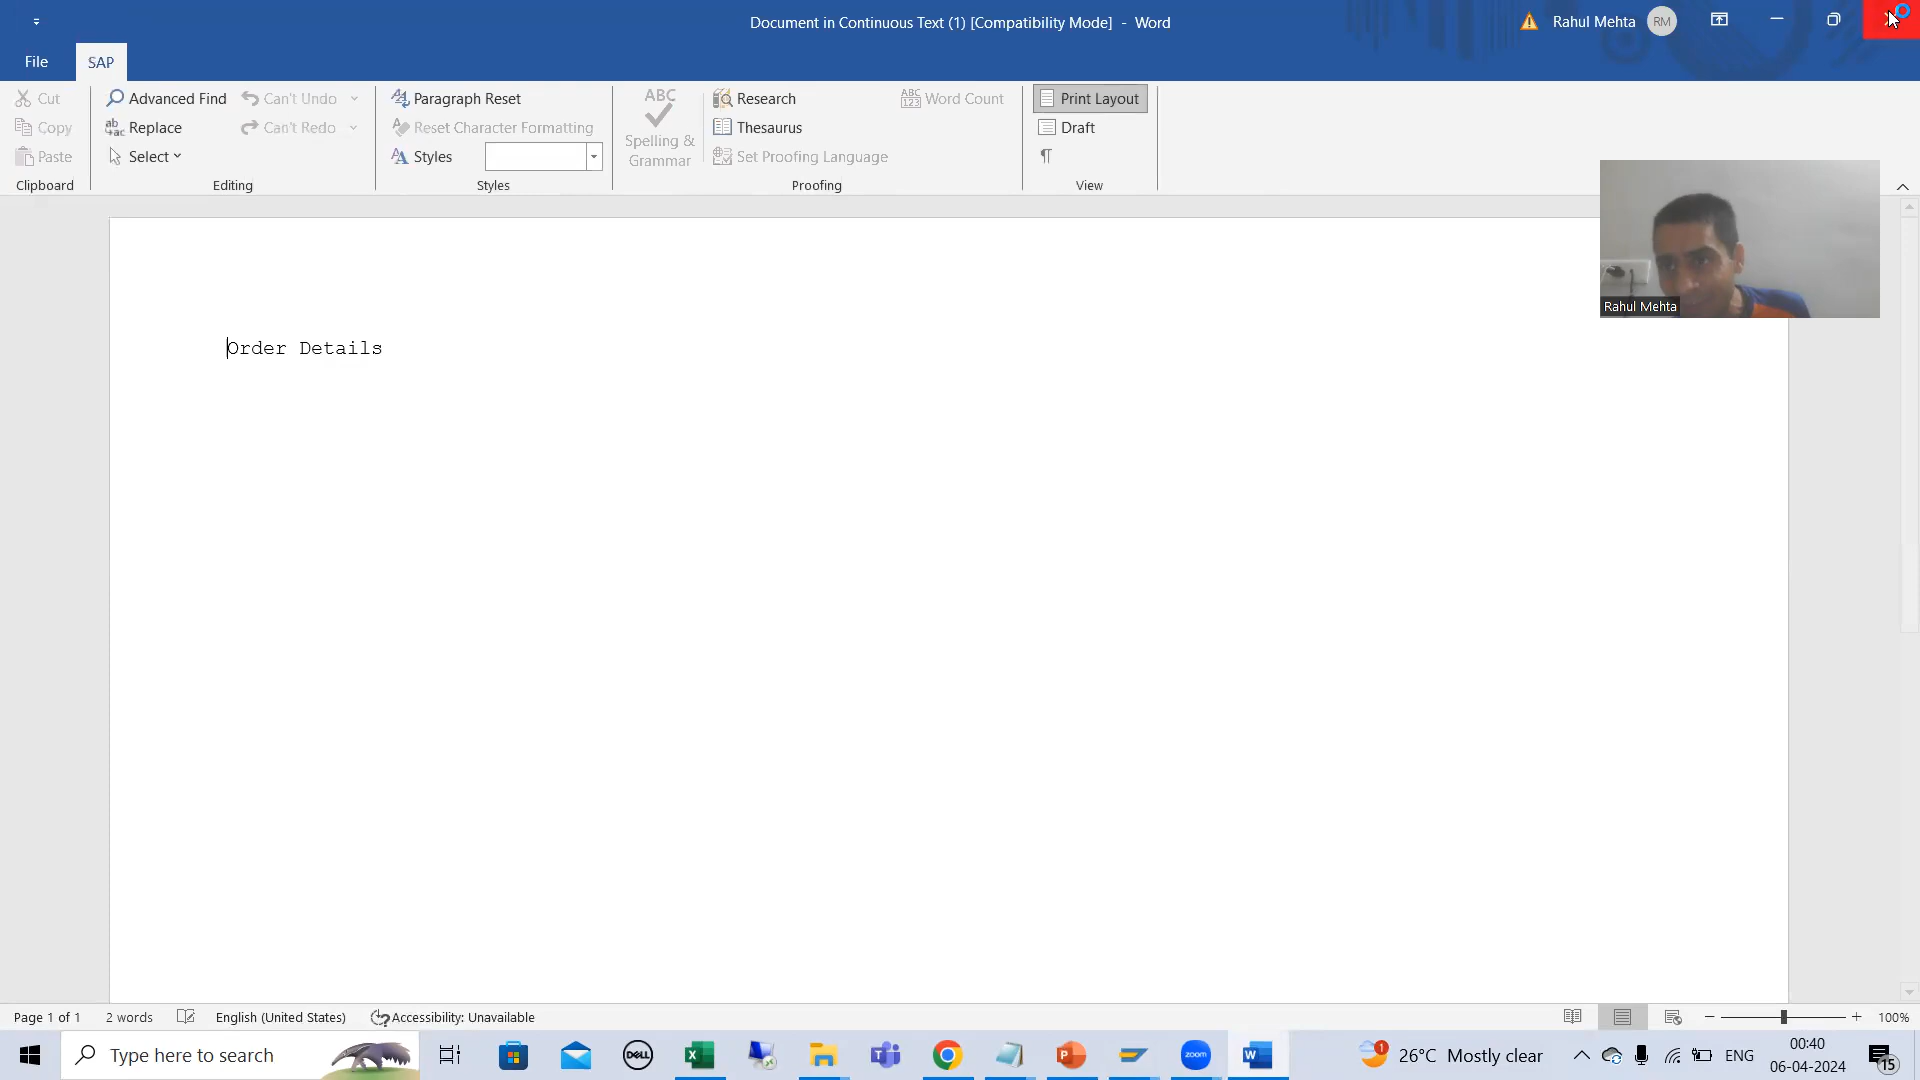 Document in Continuous Text (1) [Compatibility Mode] - Word
Rahul Mehta
RM
File
SAP
Cut
Copy
Paste
Clipboard
Advanced Find
Replace
Select
Can't Undo
Can't Redo
Editing
Paragraph Reset
Reset Character Formatting
Styles
Styles
ABC
Spelling &
Grammar
Research
Thesaurus
Set Proofing Language
ABC
123
Word Count
Proofing
Print Layout
Draft
¶
View
Rahul Mehta
Order Details
Page 1 of 1
2 words
English (United States)
Accessibility: Unavailable
100%
Type here to search
DELL
zoom
1
26°C Mostly clear
ENG
00:40
06-04-2024
15